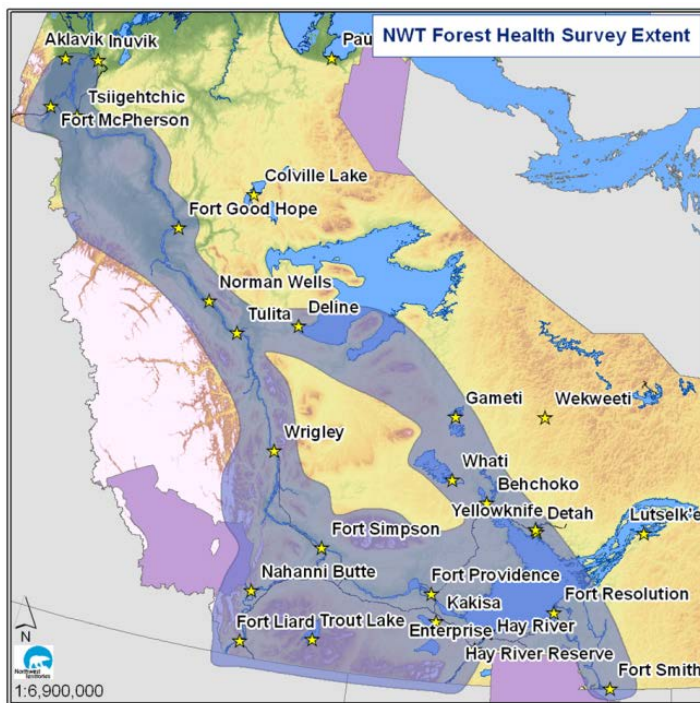 NWT Forest Health Survey Extent
Aklavik
Inuvik
Pau
Tsiigehtchic
Fort McPherson
Colville Lake
Fort Good Hope
Norman Wells
Tulita
Deline
Gameti
Wekweeti
Wrigley
Whati
Behchoko
Yellowknife
Detah
Lutselk'e
Fort Simpson
Nahanni Butte
Fort Providence
Kakisa
Fort Resolution
Fort Liard
Trout Lake
Enterprise
Hay River
Hay River Reserve
Fort Smith
N
Northwest
Territories
1:6,900,000